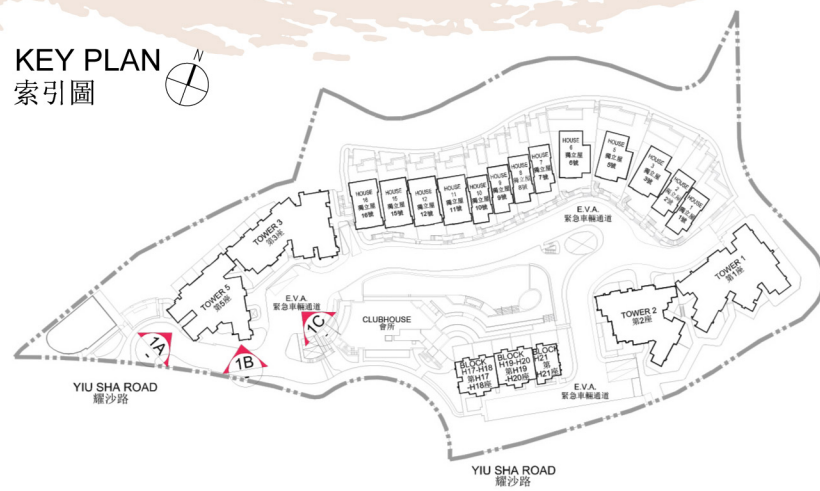 KEY PLAN
索引圖
N
HOUSE
16
獨立屋
16號
HOUSE
15
獨立屋
15號
HOUSE
12
獨立屋
12號
HOUSE
11
獨立屋
11號
HOUSE
10
獨立屋
10號
HOUSE
9
獨立屋
9號
HOUSE
8
獨立屋
8號
HOUSE
7
獨立屋
7號
HOUSE
6
獨立屋
6號
HOUSE
5
獨立屋
5號
HOUSE
3
獨立屋
3號
HOUSE
2
獨立屋
2號
HOUSE
1
獨立屋
1號
E.V.A.
緊急車輛通道
TOWER 3
第3座
TOWER 5
第5座
TOWER 1
第1座
TOWER 2
第2座
E.V.A.
緊急車輛通道
CLUBHOUSE
會所
1A
1B
1C
BLOCK
H17-H18
第H17
-H18座
BLOCK
H19-H20
第H19
-H20座
BLOCK
H21
第
H21座
E.V.A.
緊急車輛通道
YIU SHA ROAD
耀沙路
YIU SHA ROAD
耀沙路